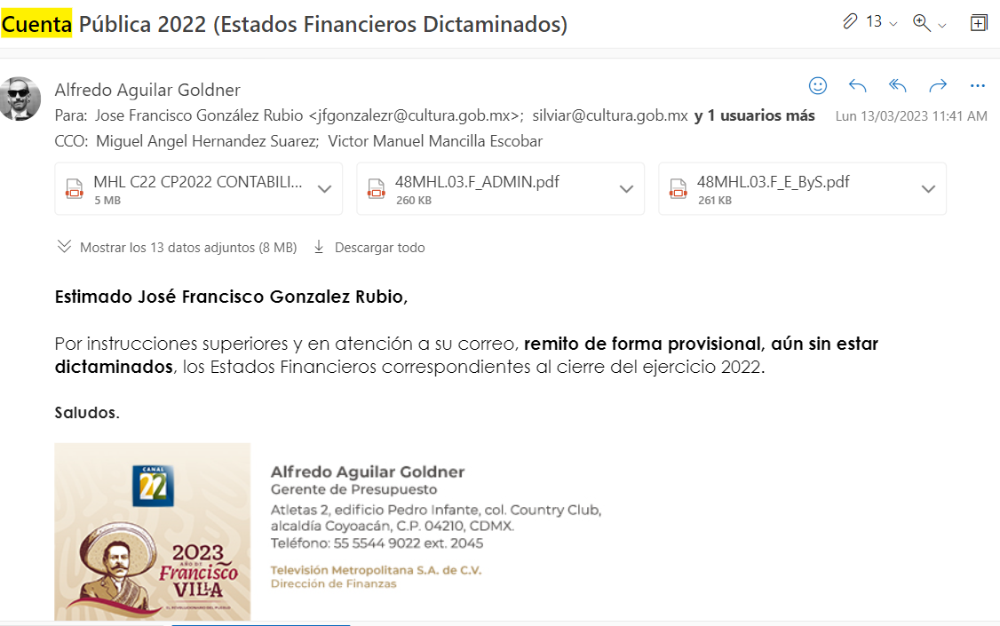 Cuenta Pública 2022 (Estados Financieros Dictaminados)
13
Alfredo Aguilar Goldner
Para: Jose Francisco González Rubio <jfgonzalezr@cultura.gob.mx>; silviar@cultura.gob.mx y 1 usuarios más
Lun 13/03/2023 11:41 AM
CCO: Miguel Angel Hernandez Suarez; Victor Manuel Mancilla Escobar
MHL C22 CP2022 CONTABILI...
5 MB
48MHL.03.F_ADMIN.pdf
260 KB
48MHL.03.F_E_ByS.pdf
261 KB
Mostrar los 13 datos adjuntos (8 MB)
Descargar todo
Estimado José Francisco Gonzalez Rubio,
Por instrucciones superiores y en atención a su correo, remito de forma provisional, aún sin estar
dictaminados, los Estados Financieros correspondientes al cierre del ejercicio 2022.
Saludos.
CANAL
22
2023
AÑO DE
Francisco
VILLA
EL REVOLUCIONARIO DEL PUEBLO
Alfredo Aguilar Goldner
Gerente de Presupuesto
Atletas 2, edificio Pedro Infante, col. Country Club,
alcaldía Coyoacán, C.P. 04210, CDMX.
Teléfono: 55 5544 9022 ext. 2045
Televisión Metropolitana S.A. de C.V.
Dirección de Finanzas